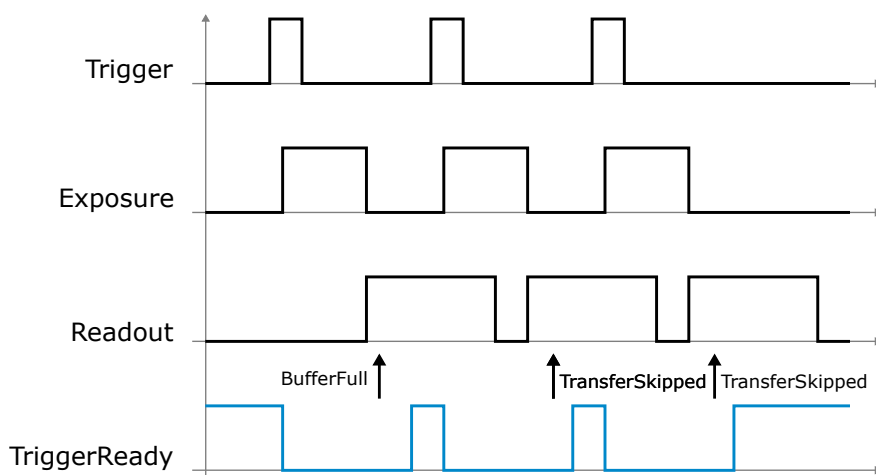 Trigger
Exposure
Readout
BufferFull
TransferSkipped
TransferSkipped
TriggerReady